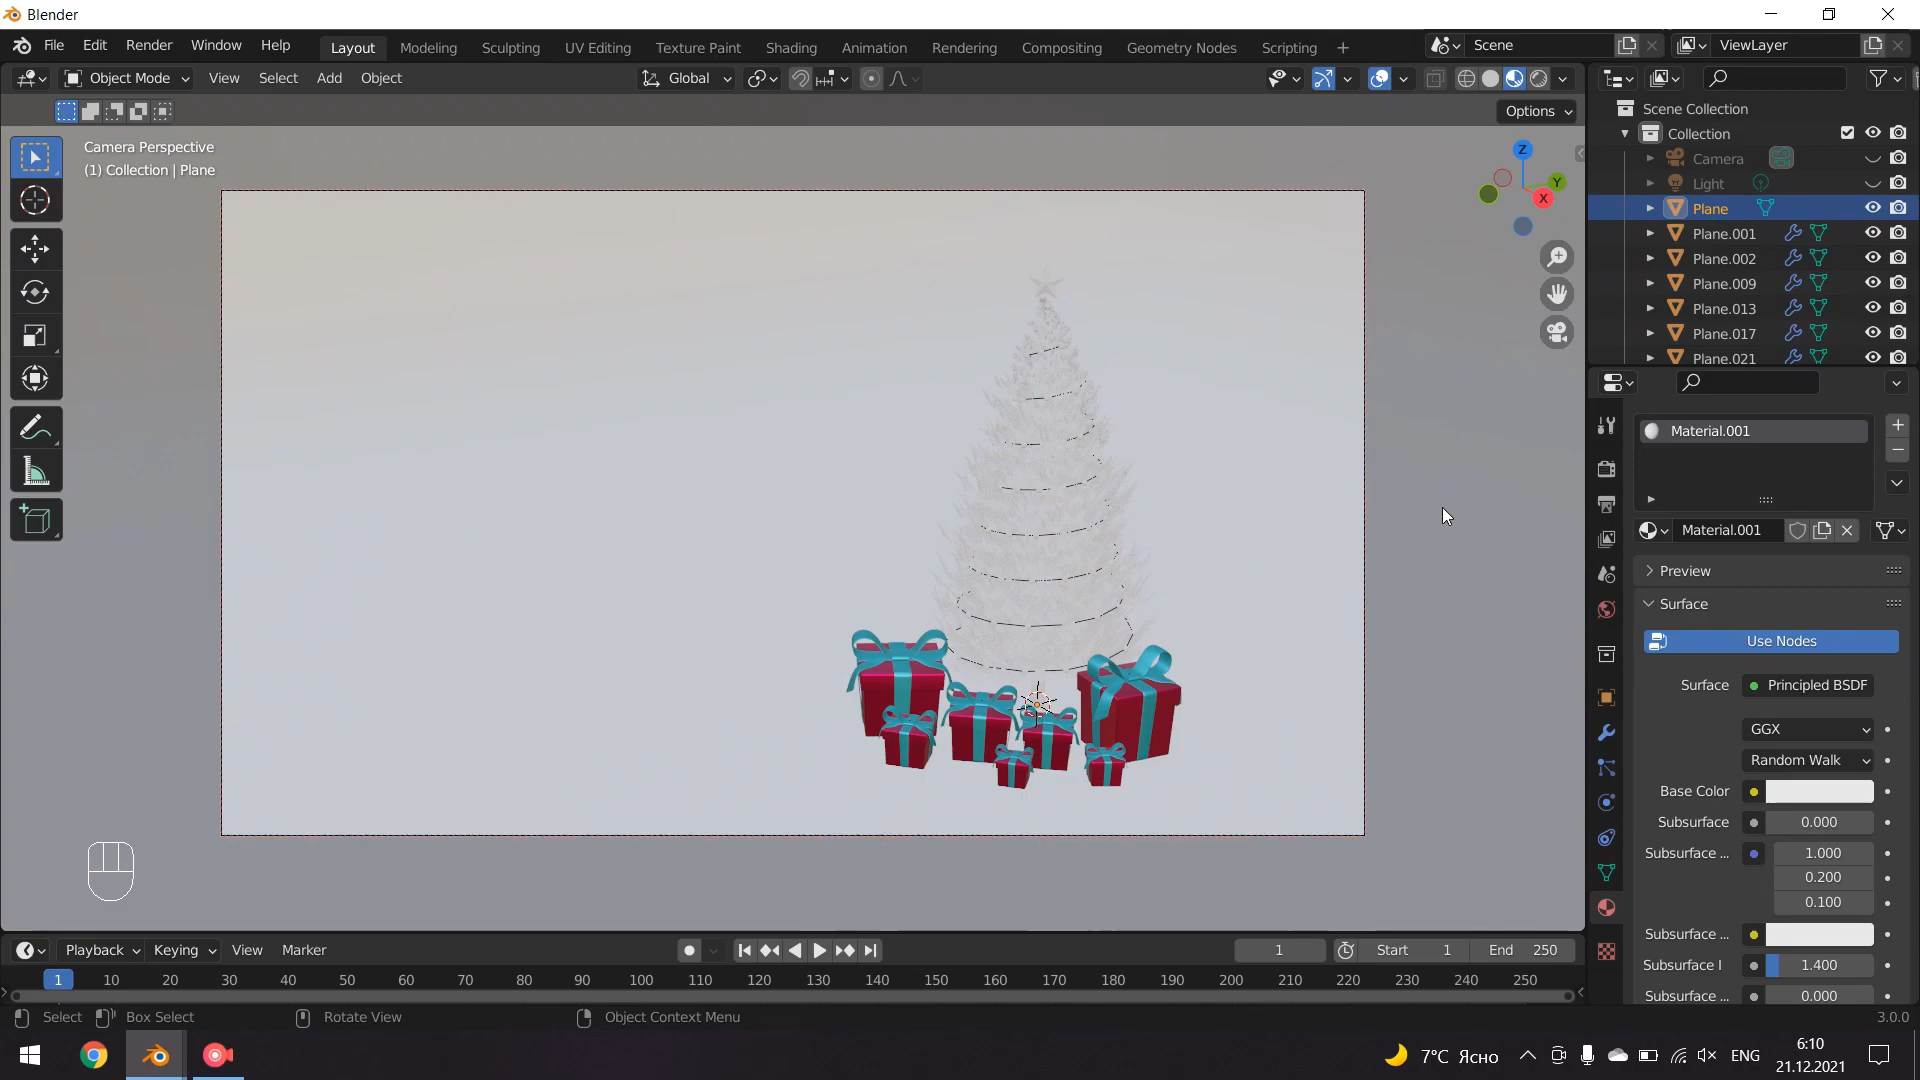 Blender
File Edit Render Window Help
Layout Modeling Sculpting UV Editing Texture Paint Shading Animation Rendering Compositing Geometry Nodes Scripting +
Scene
ViewLayer
Object Mode View Select Add Object
Global
Options
Camera Perspective
(1) Collection | Plane
Z
Y
X
Scene Collection
Collection
Camera
Light
Plane
Plane.001
Plane.002
Plane.009
Plane.013
Plane.017
Plane.021
Material.001
Material.001
Preview
Surface
Use Nodes
Surface Principled BSDF
GGX
Random Walk
Base Color
Subsurface 0.000
Subsurface ... 1.000
0.200
0.100
Subsurface ...
Subsurface I 1.400
Subsurface ... 0.000
Playback Keying View Marker
1 Start 1 End 250
1 10 20 30 40 50 60 70 80 90 100 110 120 130 140 150 160 170 180 190 200 210 220 230 240 250
Select Box Select Rotate View Object Context Menu 3.0.0
7°C Ясно ENG
6:10
21.12.2021